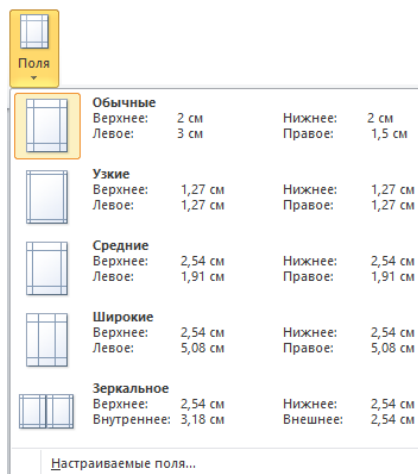 Поля
Обычные
Верхнее: 2 см Нижнее: 2 см
Левое: 3 см Правое: 1,5 см
Узкие
Верхнее: 1,27 см Нижнее: 1,27 см
Левое: 1,27 см Правое: 1,27 см
Средние
Верхнее: 2,54 см Нижнее: 2,54 см
Левое: 1,91 см Правое: 1,91 см
Широкие
Верхнее: 2,54 см Нижнее: 2,54 см
Левое: 5,08 см Правое: 5,08 см
Зеркальное
Верхнее: 2,54 см Нижнее: 2,54 см
Внутреннее: 3,18 см Внешнее: 2,54 см
Настраиваемые поля...